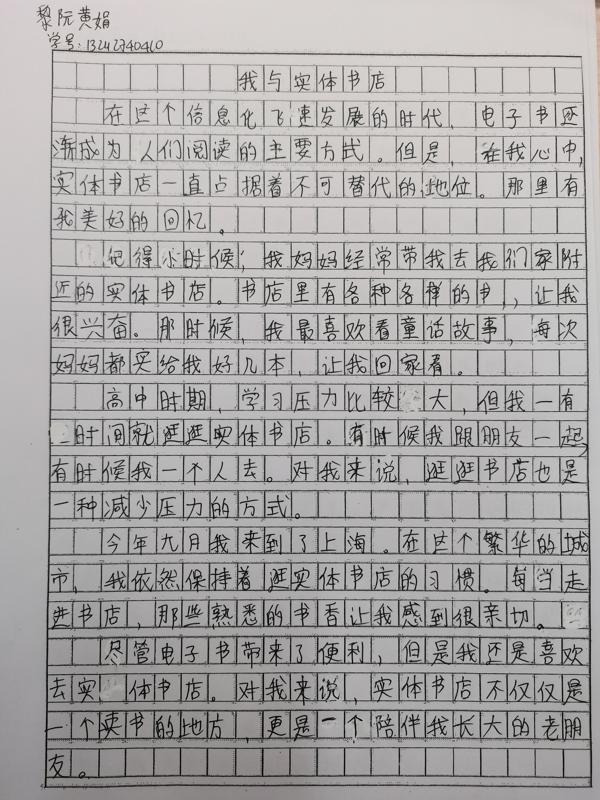 黎阮黄娟
学号:13242740410
我与实体书店
在这个信息化飞速发展的时代,电子书逐
渐成为人们阅读的主要方式。但是,在我心中,
实体书店一直占据着不可替代的地位。那里有
我美好的回忆。
记得小时候,我妈妈经常带我去我们家附
近的实体书店。书店里有各种各样的书,让我
很兴奋。那时候,我最喜欢看童话故事,每次
妈妈都买给我好几本,让我回家看。
高中时期,学习压力比较大,但我一有
时间就逛逛实体书店。有时候我跟朋友一起,
有时候我一个人去。对我来说,逛逛书店也是
一种减少压力的方式。
今年九月我来到了上海。在这个繁华的城
市,我依然保持着逛实体书店的习惯。每当走
进书店,那些熟悉的书香让我感到很亲切。
尽管电子书带来了便利,但是我还是喜欢
去实体书店。对我来说,实体书店不仅仅是
一个卖书的地方,更是一个陪伴我长大的老朋
友。